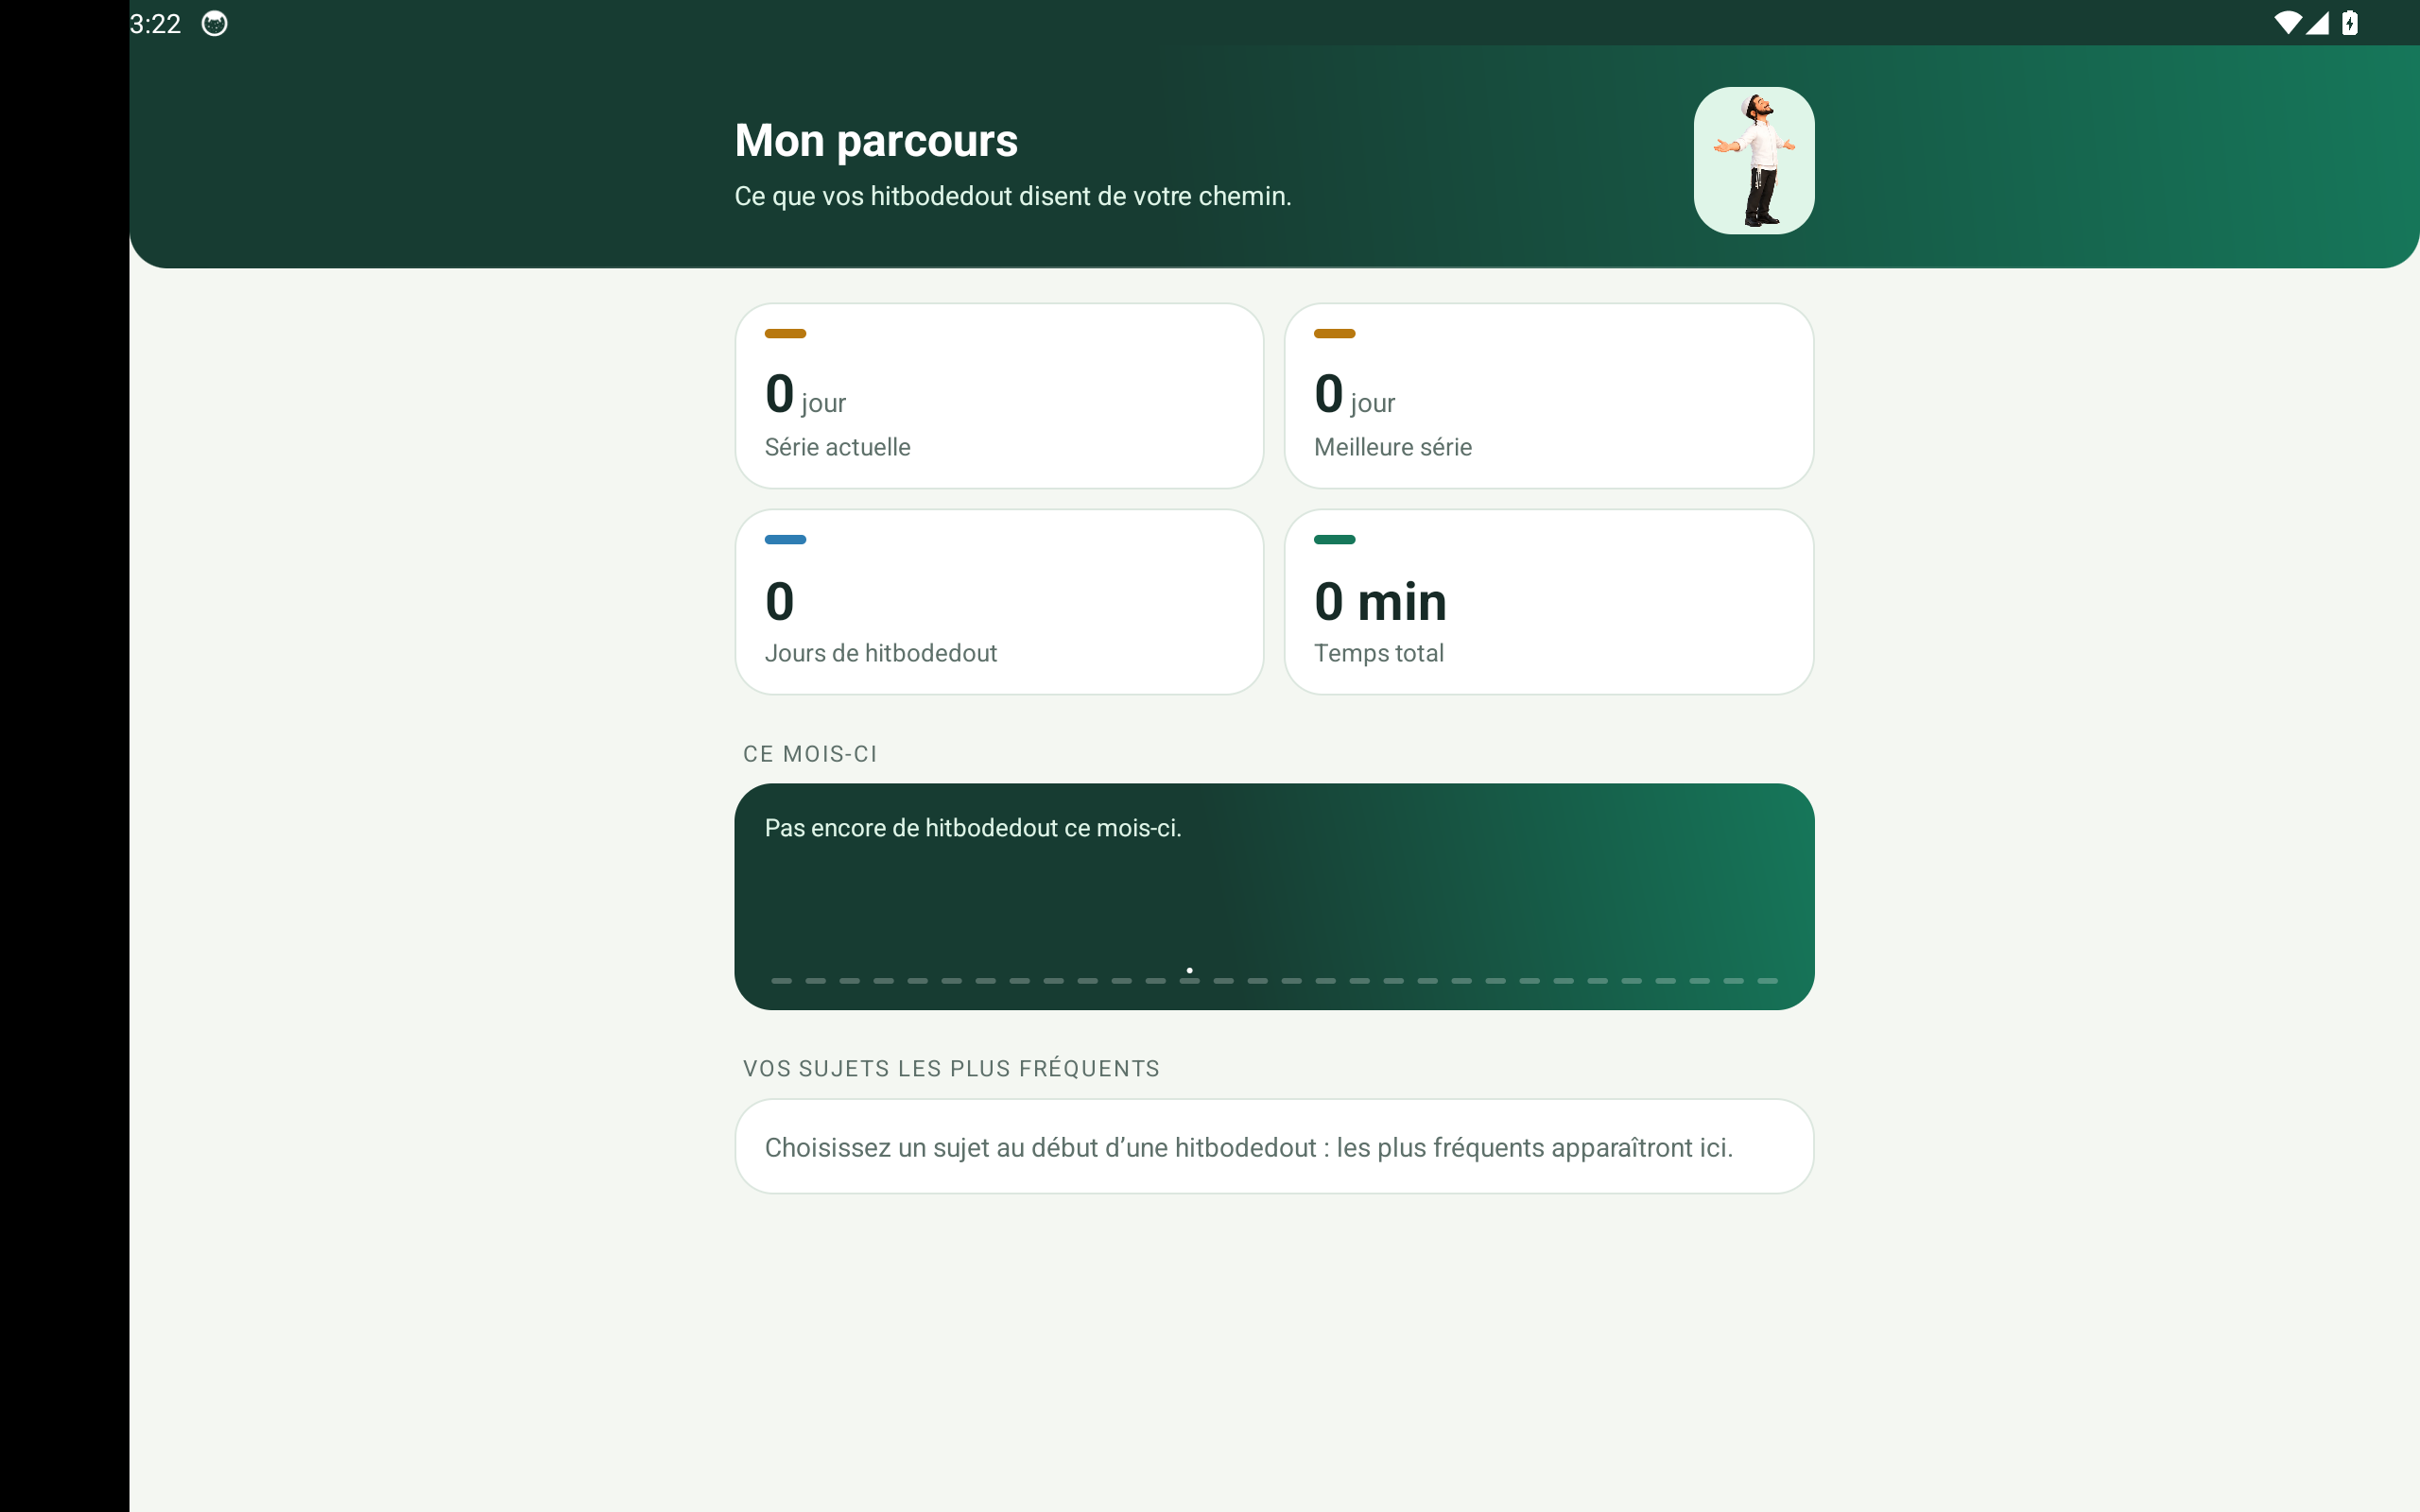 3:22
Mon parcours
Ce que vos hitbodedout disent de votre chemin.
0 jour
Série actuelle
0 jour
Meilleure série
0
Jours de hitbodedout
0 min
Temps total
CE MOIS-CI
Pas encore de hitbodedout ce mois-ci.
VOS SUJETS LES PLUS FRÉQUENTS
Choisissez un sujet au début d’une hitbodedout : les plus fréquents apparaîtront ici.